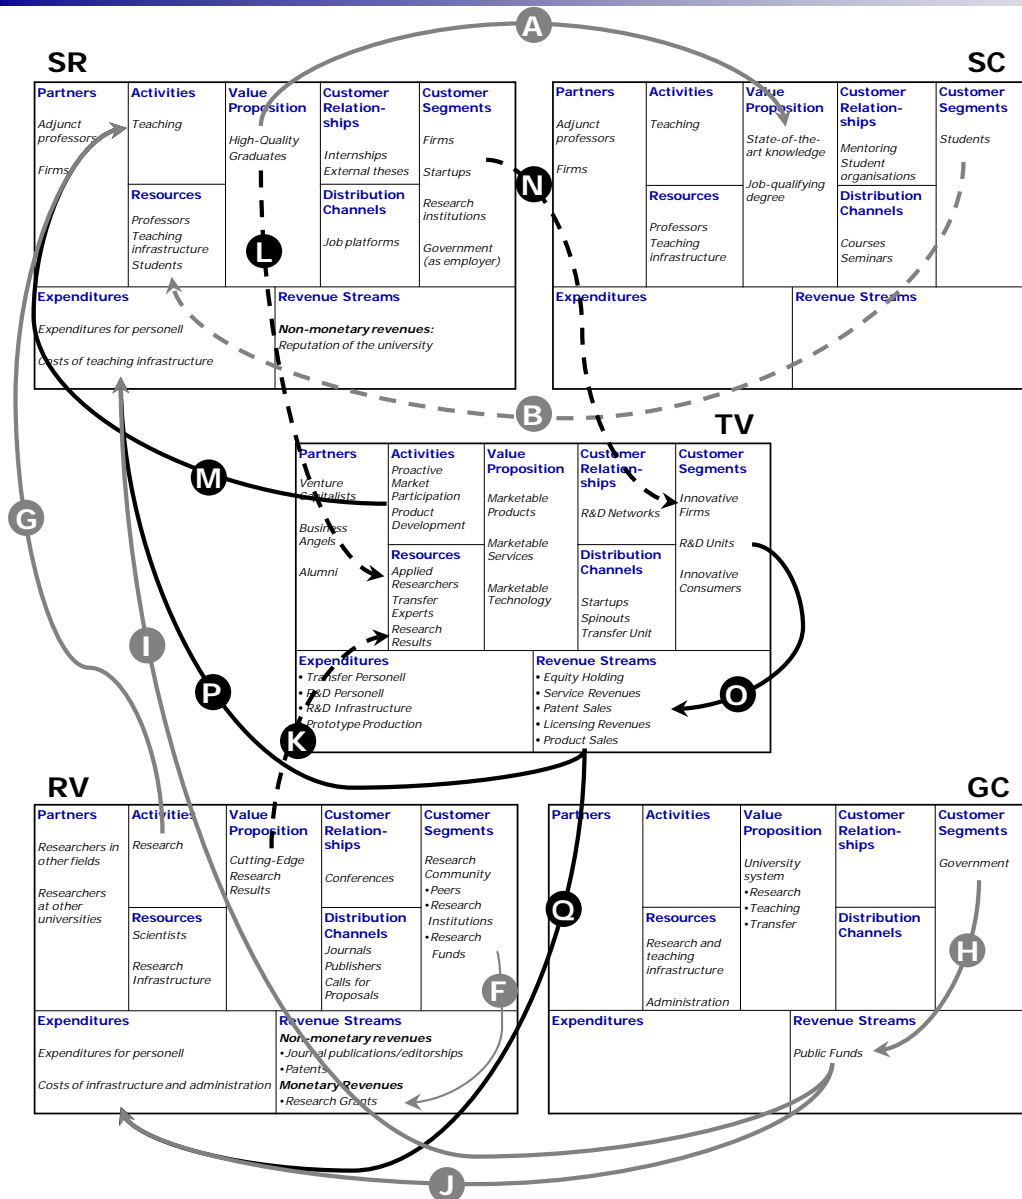 A
SR
SC
Partners
Adjunct
professors
Firms
Activities
Teaching
Resources
Professors
Teaching
infrastructure
Students
Value
Proposition
High-Quality
Graduates
Customer
Relation-
ships
Internships
External theses
Distribution
Channels
Job platforms
Customer
Segments
Firms
Startups
Research
institutions
Government
(as employer)
Expenditures
Expenditures for personell
Costs of teaching infrastructure
Revenue Streams
Non-monetary revenues:
Reputation of the university
L
N
Partners
Adjunct
professors
Firms
Activities
Teaching
Resources
Professors
Teaching
infrastructure
Value
Proposition
State-of-the-
art knowledge
Job-qualifying
degree
Customer
Relation-
ships
Mentoring
Student
organisations
Distribution
Channels
Courses
Seminars
Customer
Segments
Students
Expenditures
Revenue Streams
B
TV
M
G
Partners
Venture
Capitalists
Business
Angels
Alumni
Activities
Proactive
Market
Participation
Product
Development
Resources
Applied
Researchers
Transfer
Experts
Research
Results
Value
Proposition
Marketable
Products
Marketable
Services
Marketable
Technology
Customer
Relation-
ships
R&D Networks
Distribution
Channels
Startups
Spinouts
Transfer Unit
Customer
Segments
Innovative
Firms
R&D Units
Innovative
Consumers
Expenditures
• Transfer Personell
• R&D Personell
• R&D Infrastructure
• Prototype Production
Revenue Streams
• Equity Holding
• Service Revenues
• Patent Sales
• Licensing Revenues
• Product Sales
I
P
K
O
RV
GC
Partners
Researchers in
other fields
Researchers
at other
universities
Activities
Research
Resources
Scientists
Research
Infrastructure
Value
Proposition
Cutting-Edge
Research
Results
Customer
Relation-
ships
Conferences
Distribution
Channels
Journals
Publishers
Calls for
Proposals
Customer
Segments
Research
Community
•Peers
•Research
Institutions
•Research
Funds
F
Expenditures
Expenditures for personell
Costs of infrastructure and administration
Revenue Streams
Non-monetary revenues
•Journal publications/editorships
•Patents
Monetary Revenues
•Research Grants
Q
Partners
Activities
Resources
Research and
teaching
infrastructure
Administration
Value
Proposition
University
system
•Research
•Teaching
•Transfer
Customer
Relation-
ships
Distribution
Channels
Customer
Segments
Government
H
Expenditures
Revenue Streams
Public Funds
J